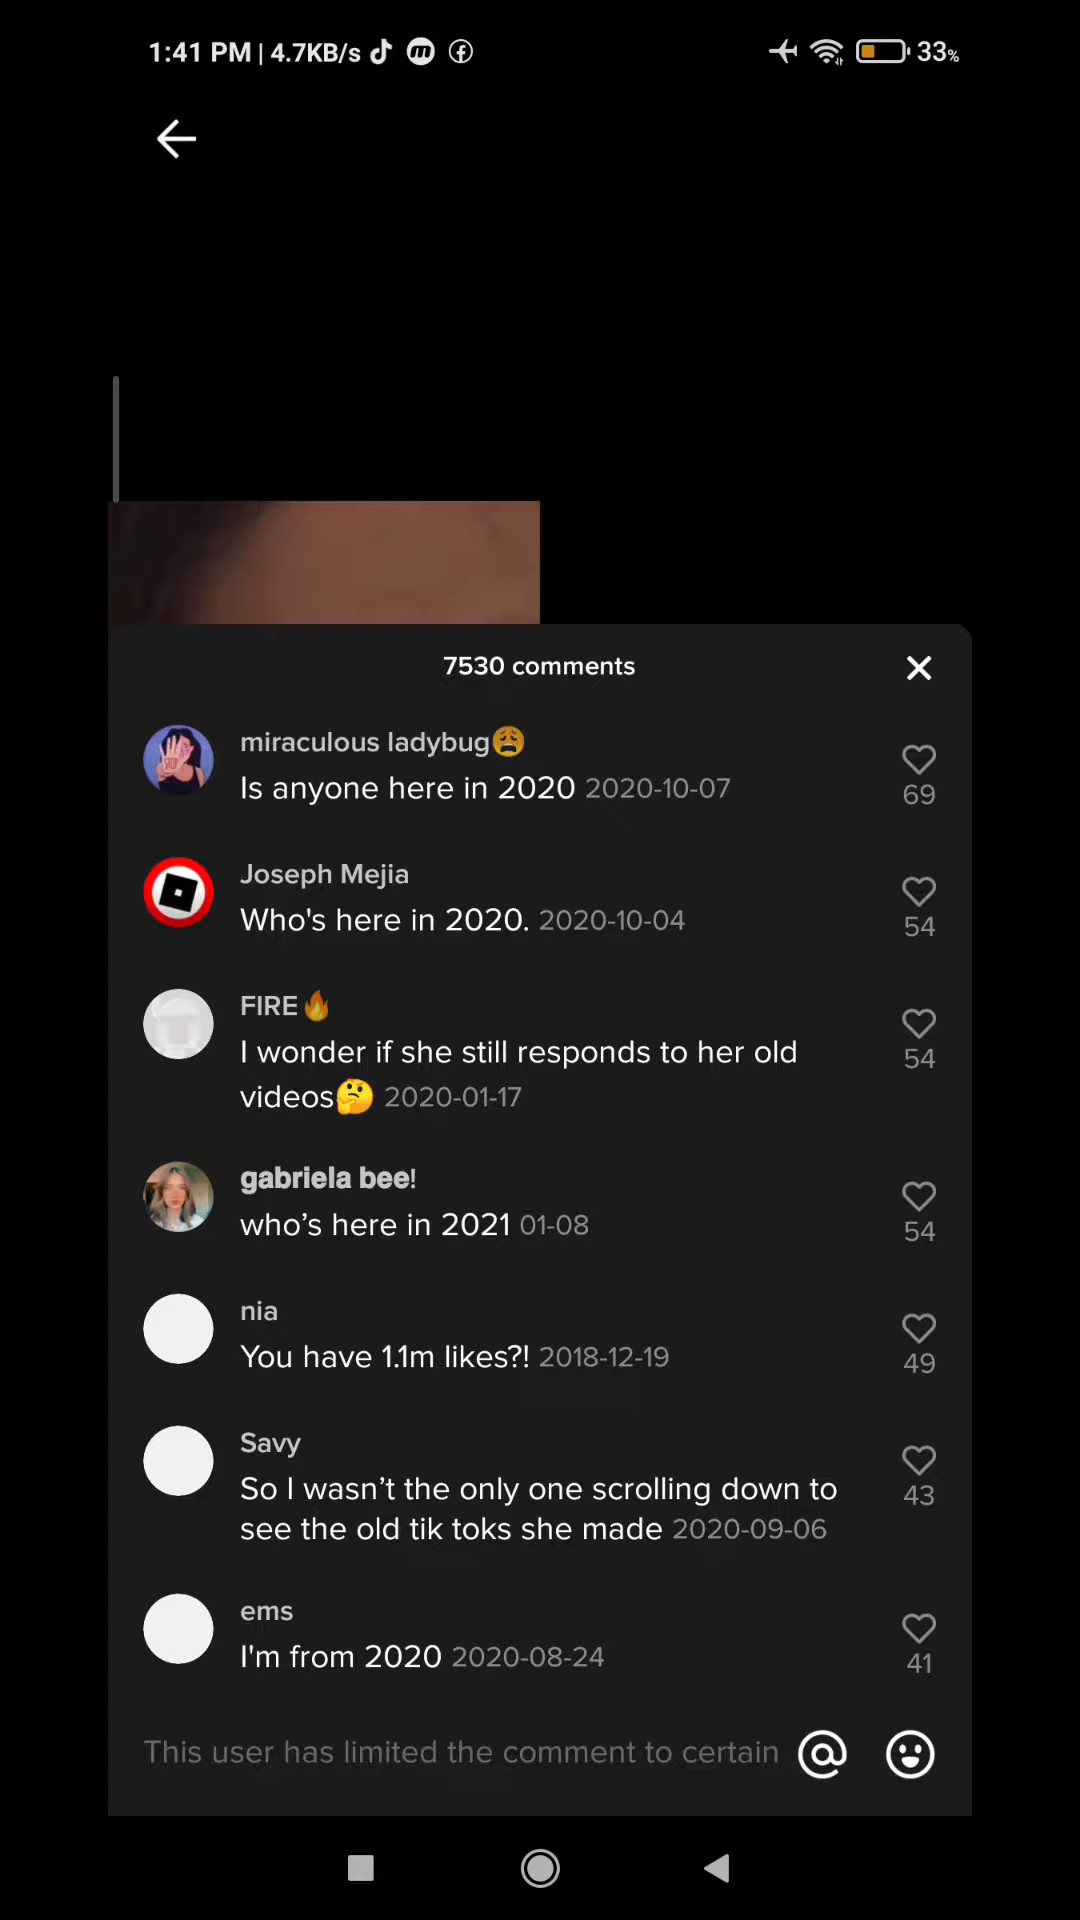 1:41 PM | 4.7KB/s 33%
7530 comments
miraculous ladybug😩
Is anyone here in 2020 2020-10-07
69
Joseph Mejia
Who's here in 2020. 2020-10-04
54
FIRE🔥
I wonder if she still responds to her old
videos🤔 2020-01-17
54
gabriela bee!
who’s here in 2021 01-08
54
nia
You have 1.1m likes?! 2018-12-19
49
Savy
So I wasn’t the only one scrolling down to
see the old tik toks she made 2020-09-06
43
ems
I'm from 2020 2020-08-24
41
This user has limited the comment to certain